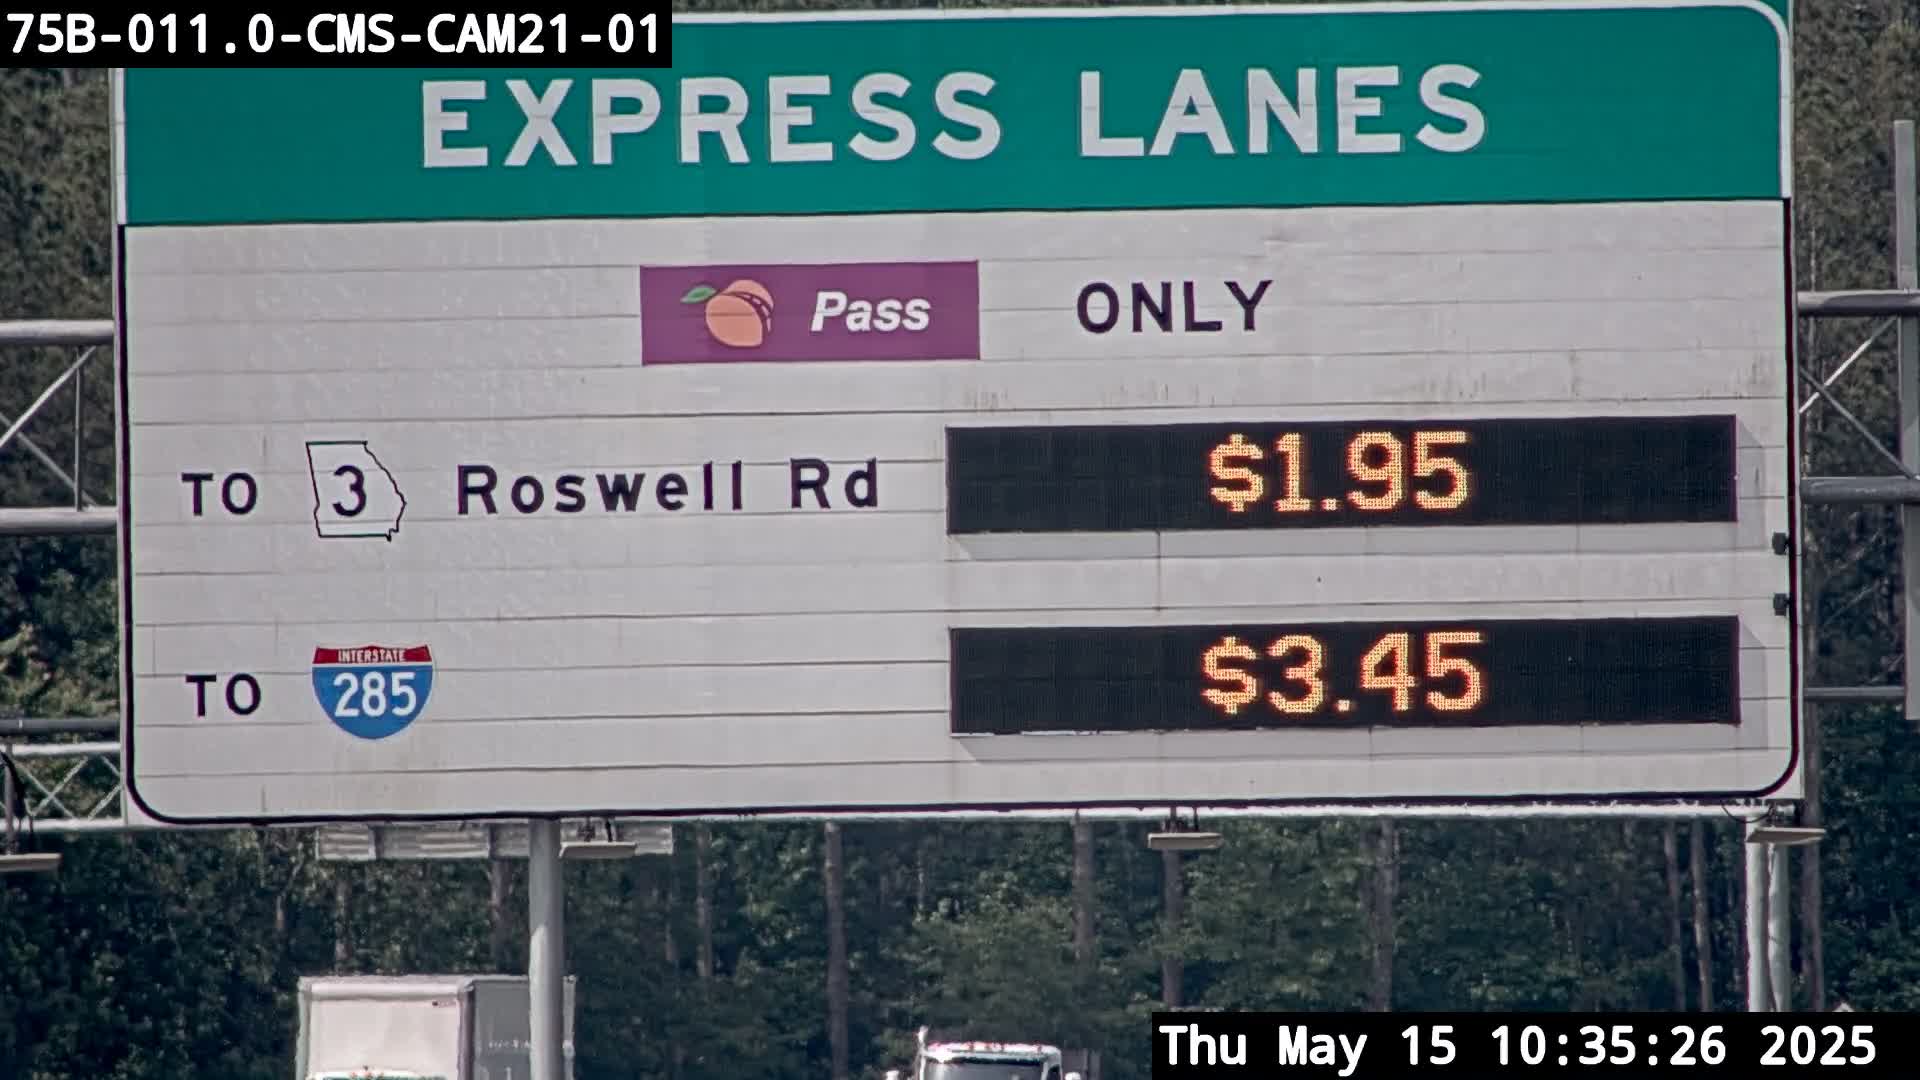 75B-011.0-CMS-CAM21-01
EXPRESS LANES
Pass ONLY
TO 3 Roswell Rd $1.95
INTERSTATE
TO 285 $3.45
Thu May 15 10:35:26 2025